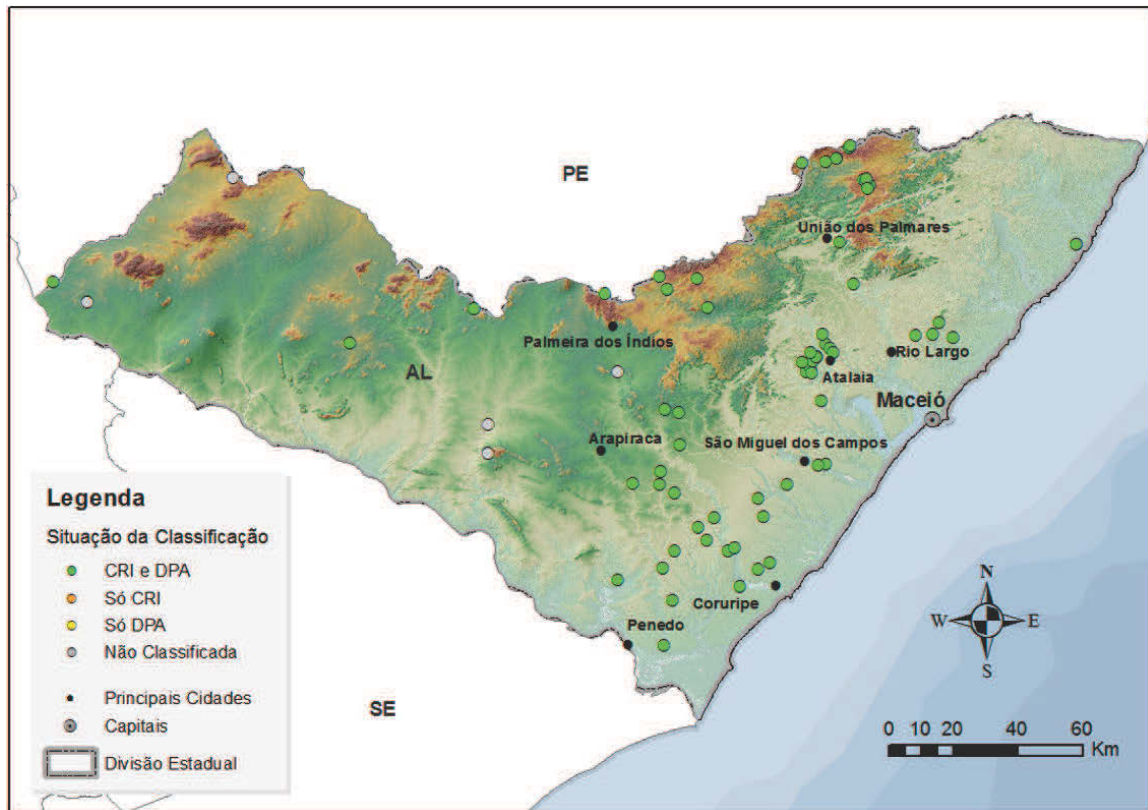 PE
União dos Palmares
Palmeira dos Índios
Rio Largo
AL
Atalaia
Maceió
Arapiraca
São Miguel dos Campos
Legenda
Situação da Classificação
CRI e DPA
Só CRI
Só DPA
Não Classificada
Principais Cidades
Capitais
Divisão Estadual
Coruripe
Penedo
SE
N
W
E
S
0 10 20 40 60
Km